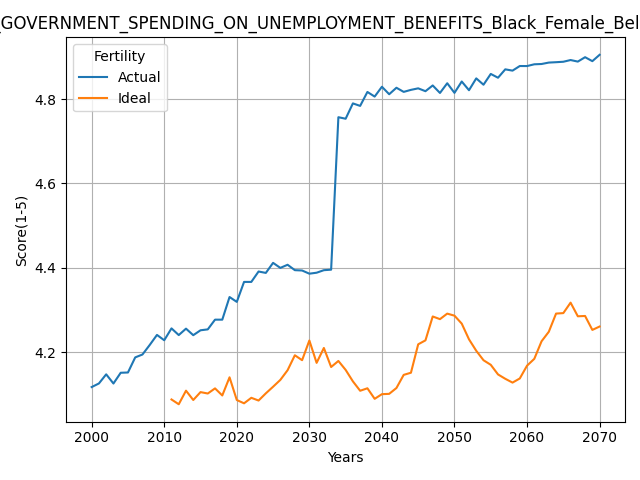 _GOVERNMENT_SPENDING_ON_UNEMPLOYMENT_BENEFITS_Black_Female_Bel
Fertility
Actual
Ideal
4.8
4.6
4.4
4.2
Score(1-5)
2000 2010 2020 2030 2040 2050 2060 2070
Years